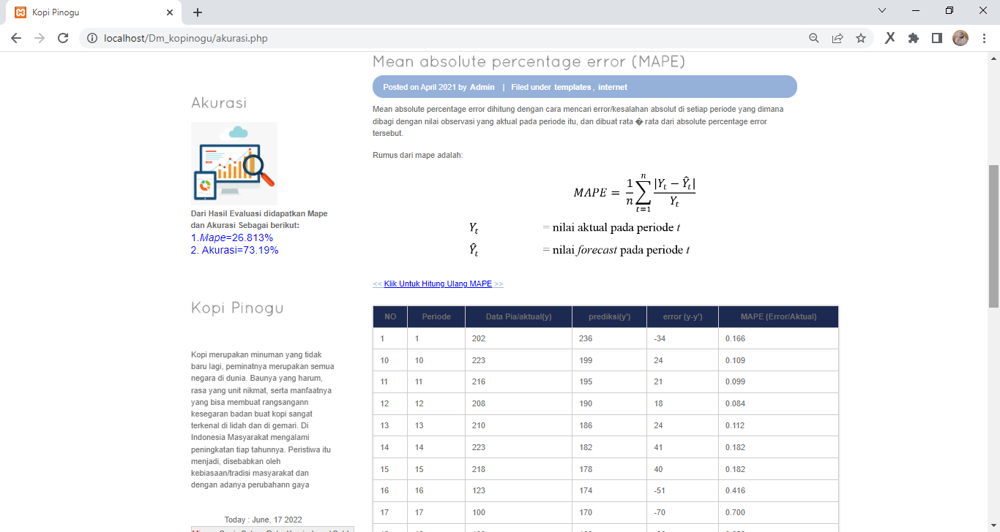 Kopi Pinogu
localhost/Dm_kopinogu/akurasi.php
Akurasi
Dari Hasil Evaluasi didapatkan Mape
dan Akurasi Sebagai berikut:
1.Mape=26.813%
2. Akurasi=73.19%
Kopi Pinogu
Kopi merupakan minuman yang tidak
baru lagi, peminatnya merupakan semua
negara di dunia. Baunya yang harum,
rasa yang unit nikmat, serta manfaatnya
yang bisa membuat rangsangann
kesegaran badan buat kopi sangat
terkenal di lidah dan di gemari. Di
Indonesia Masyarakat mengalami
peningkatan tiap tahunnya. Peristiwa itu
menjadi, disebabkan oleh
kebiasaan/tradisi masyarakat dan
dengan adanya perubahann gaya
Today : June, 17 2022
Mean absolute percentage error (MAPE)
Posted on April 2021 by Admin | Filed under templates, internet
Mean absolute percentage error dihitung dengan cara mencari error/kesalahan absolut di setiap periode yang dimana
dibagi dengan nilai observasi yang aktual pada periode itu, dan dibuat rata � rata dari absolute percentage error
tersebut.
Rumus dari mape adalah:
MAPE = 1/n ∑ t=1 n |Yt − Ŷt| / Yt
Yt = nilai aktual pada periode t
Ŷt = nilai forecast pada periode t
<< Klik Untuk Hitung Ulang MAPE >>
NO Periode Data Pia/aktual(y) prediksi(y') error (y-y') MAPE (Error/Aktual)
1 1 202 236 -34 0.166
10 10 223 199 24 0.109
11 11 216 195 21 0.099
12 12 208 190 18 0.084
13 13 210 186 24 0.112
14 14 223 182 41 0.182
15 15 218 178 40 0.182
16 16 123 174 -51 0.416
17 17 100 170 -70 0.700